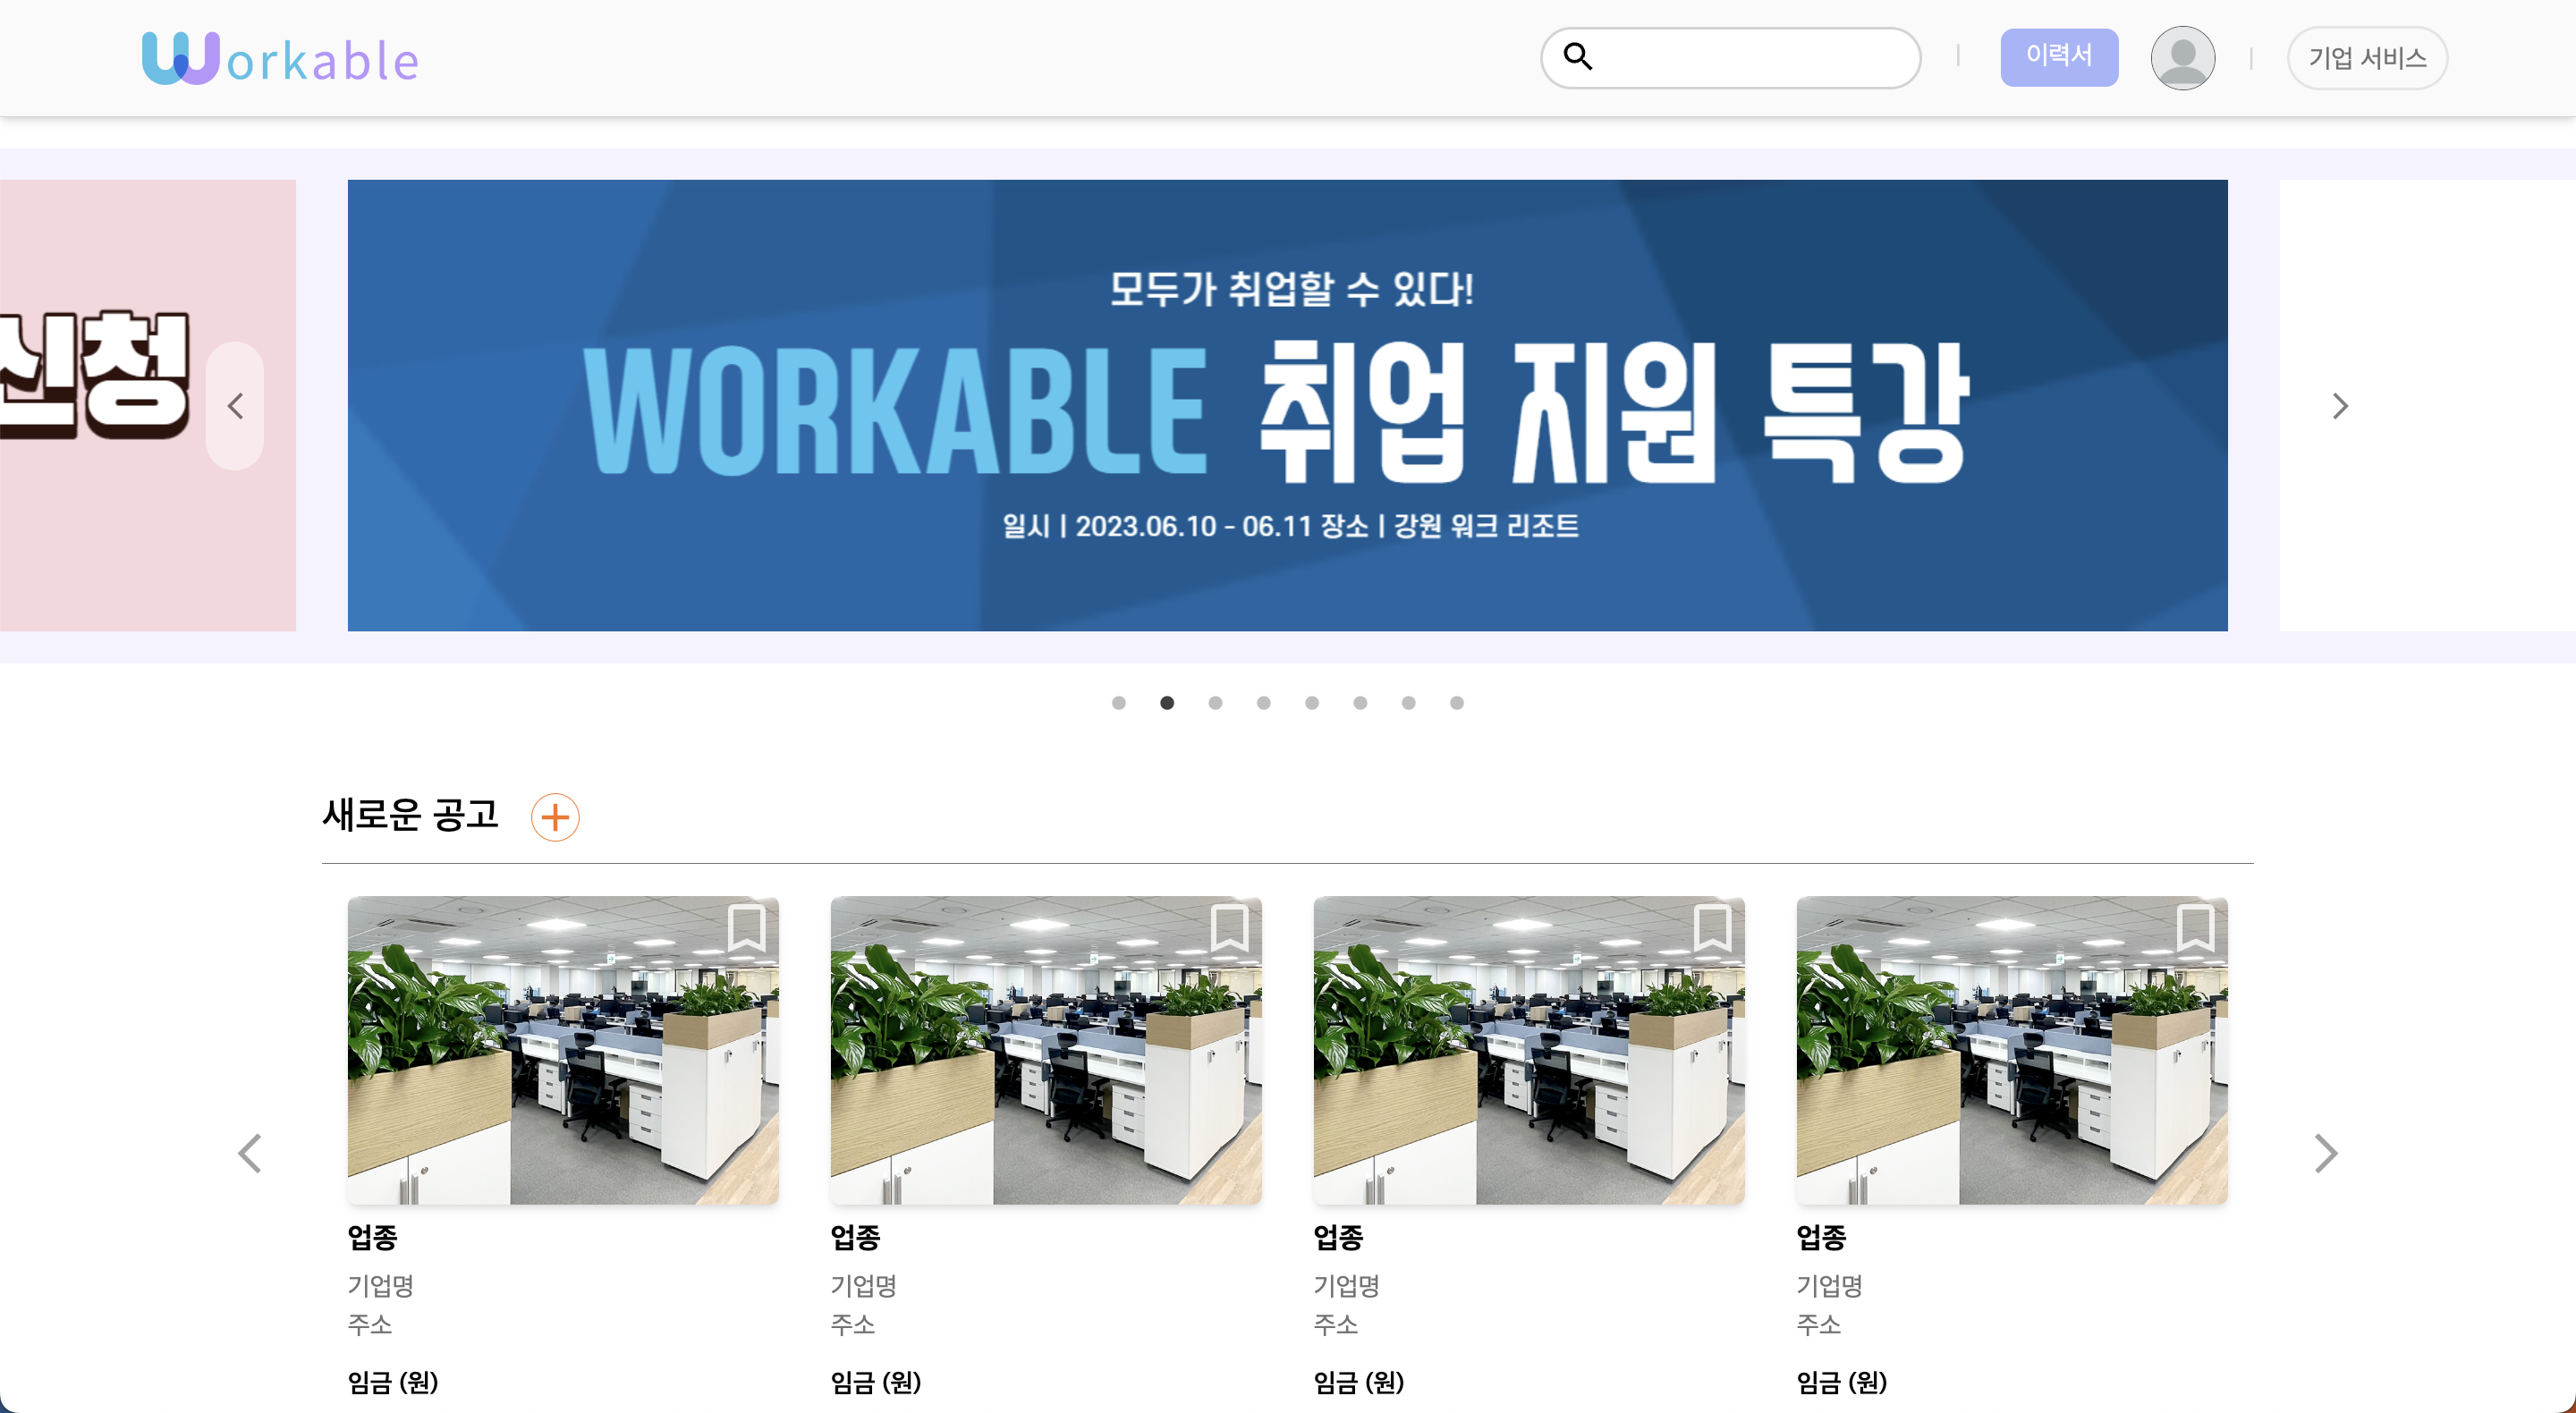 Workable
이력서
기업 서비스
신청
모두가 취업할 수 있다!
WORKABLE 취업 지원 특강
일시 | 2023.06.10 - 06.11 장소 | 강원 워크 리조트
새로운 공고
업종
기업명
주소
임금 (원)
업종
기업명
주소
임금 (원)
업종
기업명
주소
임금 (원)
업종
기업명
주소
임금 (원)